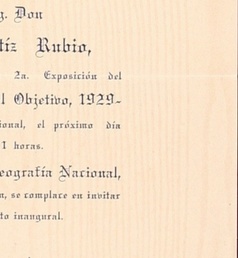 g. Don
tíz Rubio,
2a. Exposición del
l Objetivo, 1929-
ional, el próximo día
1 horas.
eografía Nacional,
a, se complace en invitar
to inaugural.